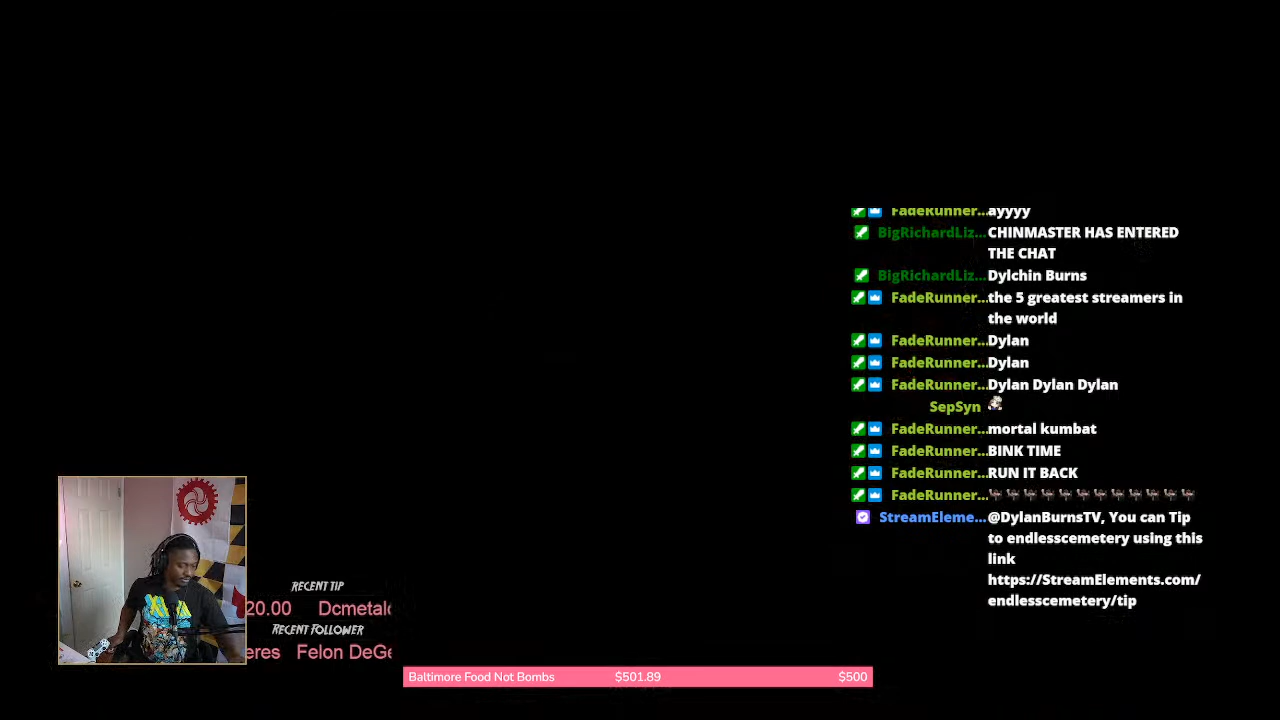 FadeRunner... ayyyy
BigRichardLiz... CHINMASTER HAS ENTERED
THE CHAT
BigRichardLiz... Dylchin Burns
FadeRunner... the 5 greatest streamers in
the world
FadeRunner... Dylan
FadeRunner... Dylan
FadeRunner... Dylan Dylan Dylan
SepSyn
FadeRunner... mortal kumbat
FadeRunner... BINK TIME
FadeRunner... RUN IT BACK
FadeRunner...
StreamEleme... @DylanBurnsTV, You can Tip
to endlesscemetery using this
link
https://StreamElements.com/
endlesscemetery/tip
RECENT TIP
20.00 Dcmetalc
RECENT FOLLOWER
eres Felon DeGe
Baltimore Food Not Bombs $501.89 $500